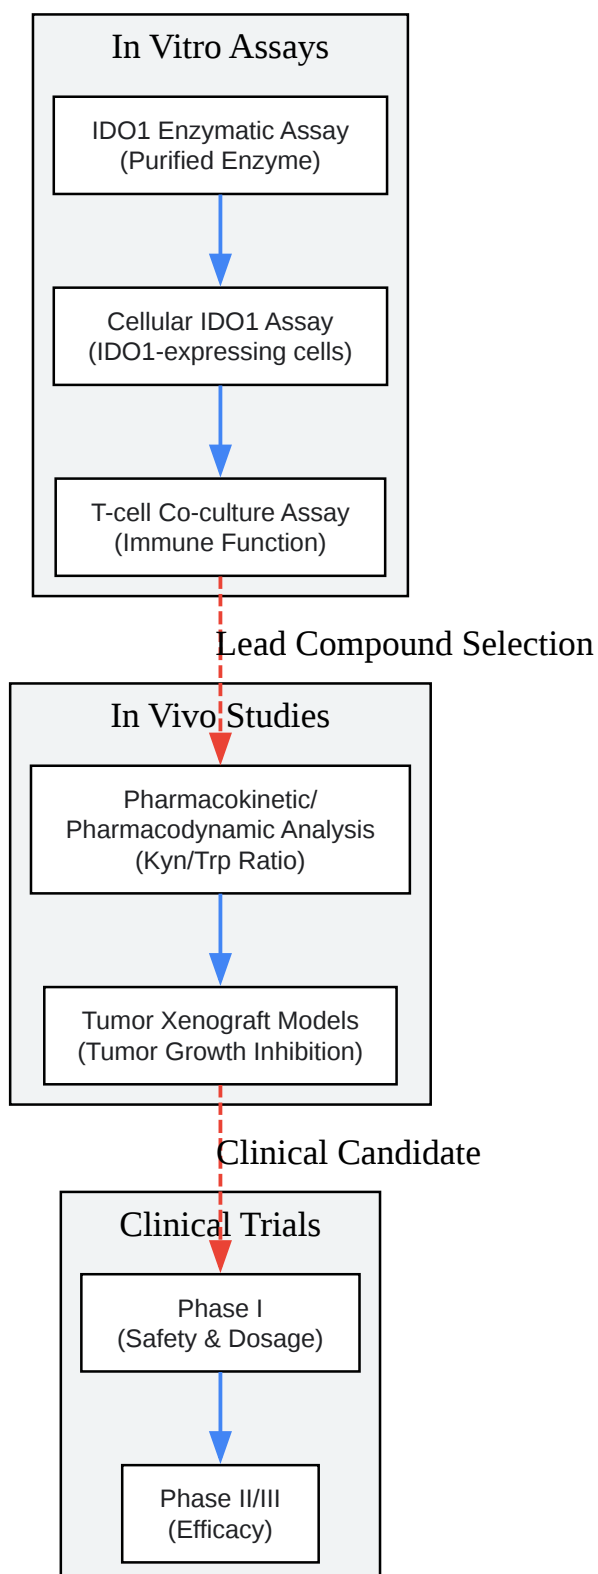 In Vitro Assays
IDO1 Enzymatic Assay
(Purified Enzyme)
Cellular IDO1 Assay
(IDO1-expressing cells)
T-cell Co-culture Assay
(Immune Function)
Lead Compound Selection
In Vivo Studies
Pharmacokinetic/
Pharmacodynamic Analysis
(Kyn/Trp Ratio)
Tumor Xenograft Models
(Tumor Growth Inhibition)
Clinical Candidate
Clinical Trials
Phase I
(Safety & Dosage)
Phase II/III
(Efficacy)